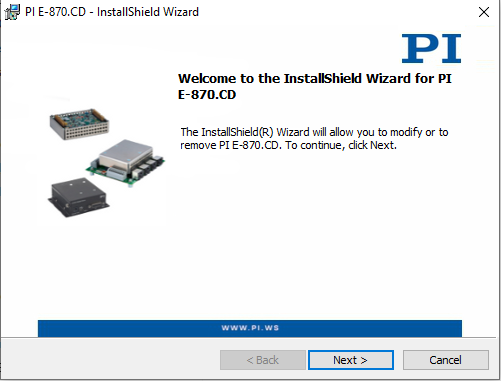 PI E-870.CD - InstallShield Wizard
PI
Welcome to the InstallShield Wizard for PI
E-870.CD
The InstallShield(R) Wizard will allow you to modify or to
remove PI E-870.CD. To continue, click Next.
WWW.PI.WS
< Back
Next >
Cancel